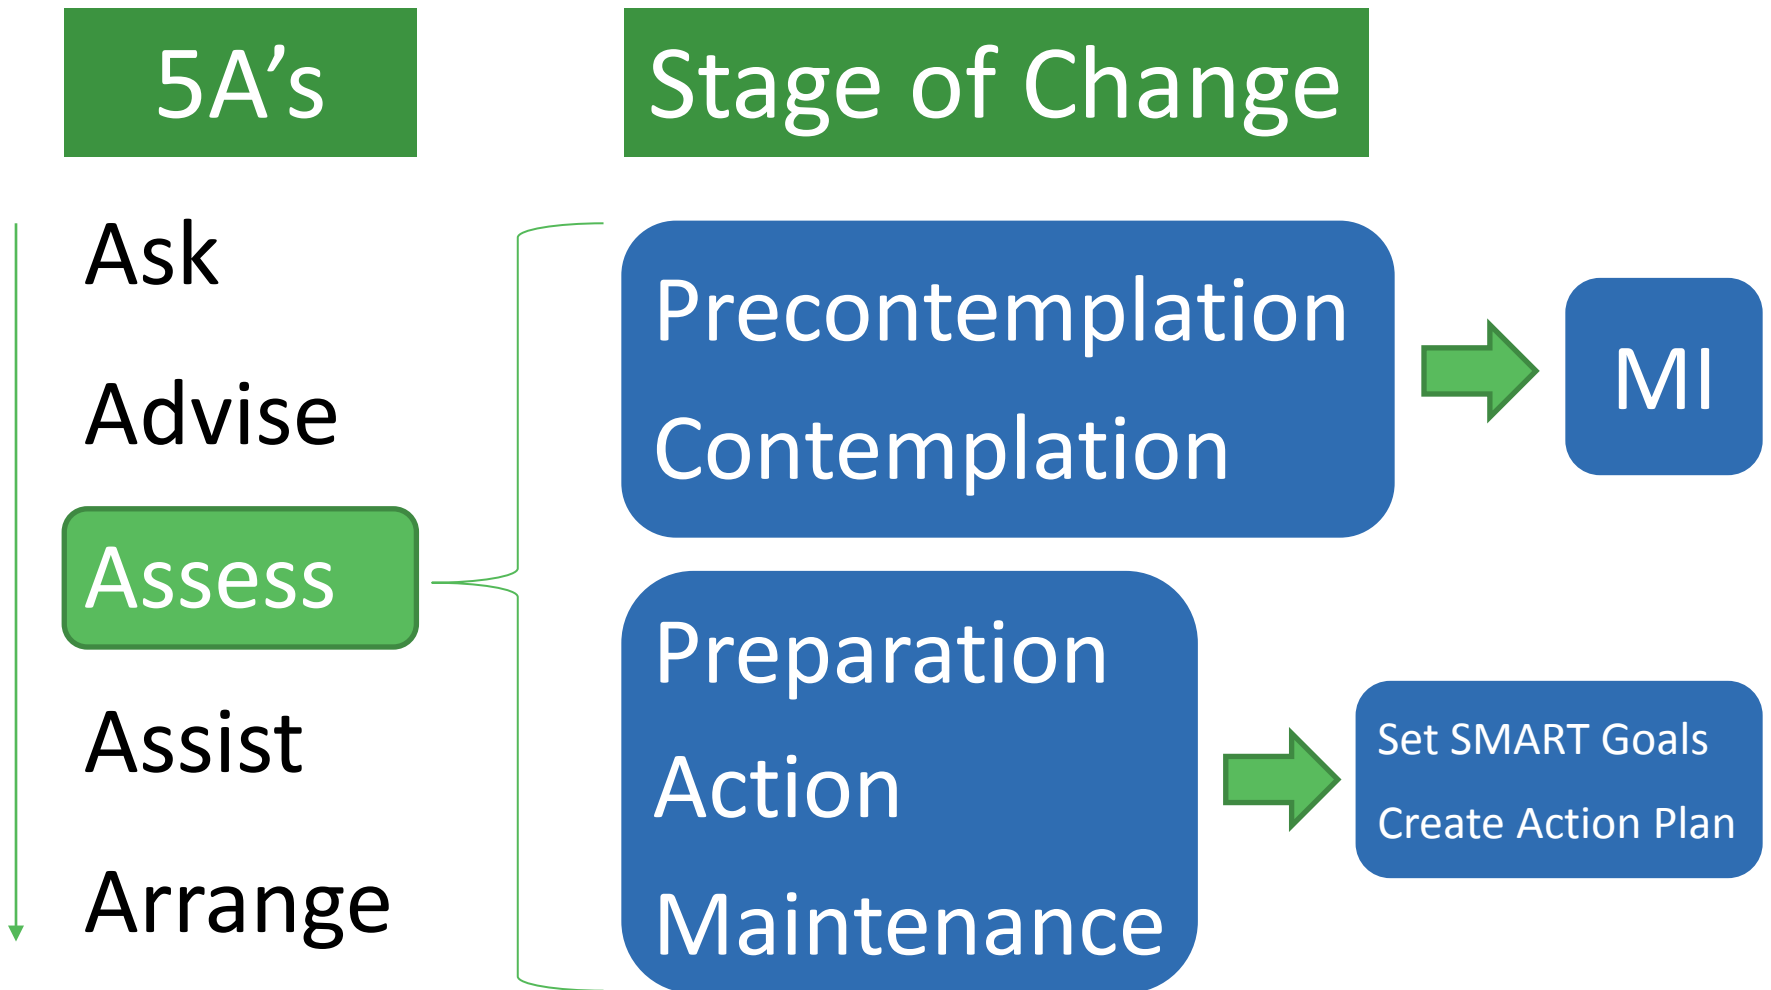 5A’s
Stage of Change
Ask
Advise
Assess
Assist
Arrange
Precontemplation
Contemplation
MI
Preparation
Action
Maintenance
Set SMART Goals
Create Action Plan